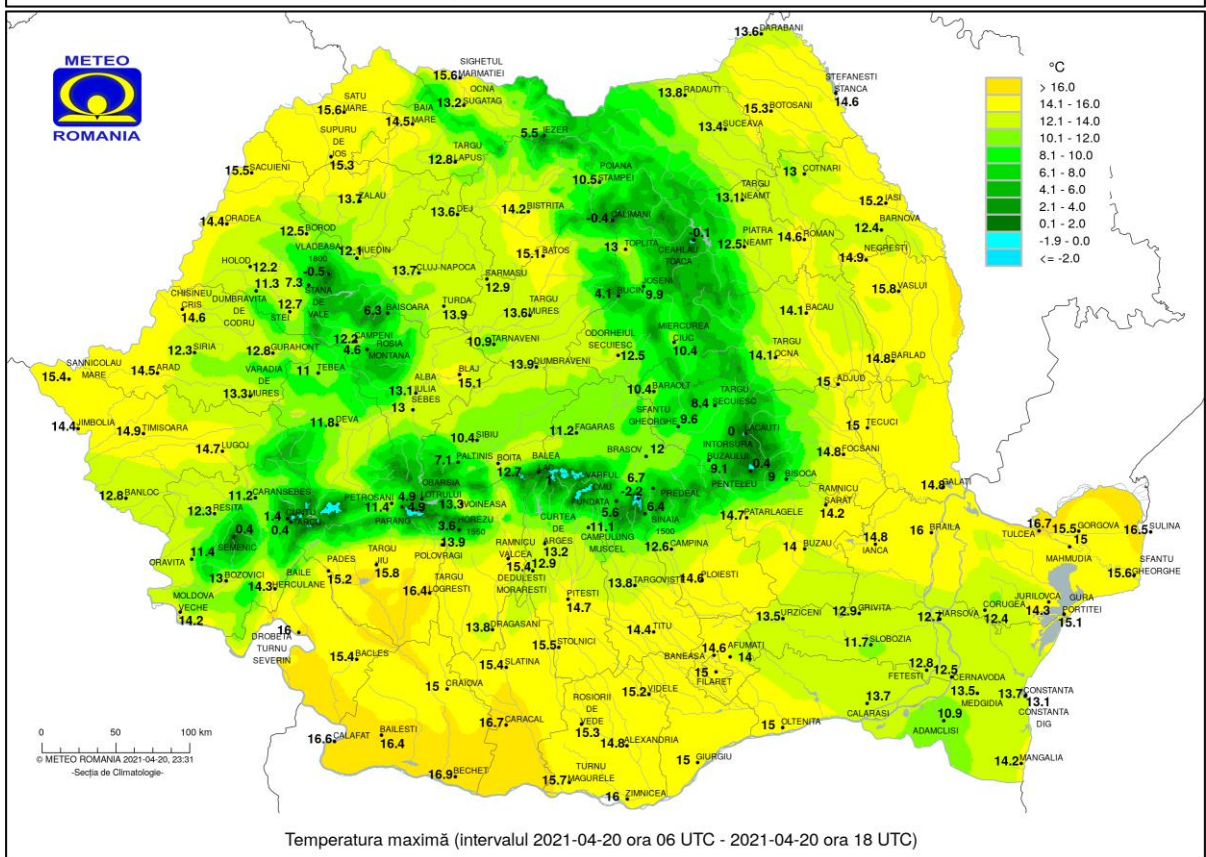 METEO
ROMANIA
°C
> 16.0
14.1 - 16.0
12.1 - 14.0
10.1 - 12.0
8.1 - 10.0
6.1 - 8.0
4.1 - 6.0
2.1 - 4.0
0.1 - 2.0
-1.9 - 0.0
<= -2.0
13.6 DARABANI
SIGHETUL
15.6 MARMATIEI
OCNA
13.2 SUGATAG
SATU
15.6 MARE
BAIA
14.5 MARE
13.8 RADAUTI
STEFANESTI
STANCA
14.6
15.3 BOTOSANI
13.4 SUCEAVA
5.5 IEZER
SUPURU
DE
JOS
15.3
TARGU
12.8 LAPUS
15.5 SACUIENI
POIANA
10.5 STAMPEI
13 COTNARI
13.7 ZALAU
TARGU
13.1 NEAMT
15.2 IASI
14.4 ORADEA
13.6 DEJ
14.2 BISTRITA
-0.4 CALIMANI
BARNOVA
12.4
12.5 BOROD
VLADEASA
1800
-0.5
12.1 HUEDIN
15.1 BATOS
13 TOPLITA
-0.1
CEAHLAU
TOACA
PIATRA
12.5 NEAMT
14.6 ROMAN
NEGRESTI
14.9
HOLOD
12.2
11.3
DUMBRAVITA
DE
CODRU
7.3
STANA
DE
VALE
13.7 CLUJ-NAPOCA
SARMASU
12.9
JOSENI
9.9
4.1 BUCIN
15.8 VASLUI
CHISINEU
CRIS
14.6
12.7
STEI
6.3 BAISOARA
TURDA
13.9
TARGU
13.6 MURES
14.1 BACAU
12.3 SIRIA
12.8 GURAHONT
12.2 CAMPENI
4.6 ROSIA
MONTANA
10.9 TARNAVENI
ODORHEIUL
SECUIESC
12.5
MIERCUREA
CIUC
10.4
TARGU
14.1 OCNA
14.8 BARLAD
SANNICOLAU
15.4 MARE
14.5 ARAD
VARADIA
DE
13.3 MURES
11 TEBEA
13.9 DUMBRAVENI
BLAJ
15.1
ALBA
13.1 IULIA
SEBES
13
10.4 BARAOLT
TARGU
8.4 SECUIESC
15 ADJUD
14.4 JIMBOLIA
14.9 TIMISOARA
11.8 DEVA
SFANTU
GHEORGHE 9.6
LACAUTI
0
15 TECUCI
14.7 LUGOJ
10.4 SIBIU
11.2 FAGARAS
BRASOV 12
INTORSURA
BUZAULUI
9.1
0.4
PENTELEU
BISOCA
9
14.8 FOCSANI
7.1 PALTINIS
BOITA
12.7
BALEA
LAC
VARFUL
OMU
-2.2
6.7
PREDEAL
FUNDATA
5.6
6.4
SINAIA
1500
12.8 BANLOC
11.2 CARANSEBES
1.4 CUNTU
TARCU
0.4
PETROSANI
11.4
PARANG
4.9
OBARSIA
LOTRULUI
4.9
13.3 VOINEASA
12.3 RESITA
0.4
SEMENIC
3.6 HOREZU
1550
13.9
POLOVRAGI
CURTEA
DE
ARGES
13.2
11.1
CAMPULUNG
MUSCEL
12.6 CAMPINA
14.7 PATARLAGELE
RAMNICU
SARAT
14.2
14.8 GALATI
11.4
ORAVITA
13 BOZOVICI
BAILE
14.3 HERCULANE
PADES
15.2
TARGU
JIU
15.8
TARGU
16.4 LOGRESTI
RAMNICU
VALCEA
15.4
12.9
DEDULESTI
MORARESTI
14 BUZAU
14.8
IANCA
16 BRAILA
16.7
TULCEA
15.5 GORGOVA
15
MAHMUDIA
16.5 SULINA
SFANTU
15.6 GHEORGHE
MOLDOVA
VECHE
14.2
16
DROBETA
TURNU
SEVERIN
13.8 TARGOVISTE
14.6 PLOIESTI
PITESTI
14.7
13.8 DRAGASANI
14.4 TITU
13.5 URZICENI
12.9 GRIVITA
12.7 HARSOVA
CORUGEA
12.4
JURILOVCA
14.3
GURA
PORTITEI
15.1
15.4 BACLES
15.5 STOLNICI
15.4 SLATINA
14.6
BANEASA
AFUMATI
14
15
FILARET
11.7 SLOBOZIA
12.8
FETESTI
12.5
CERNAVODA
13.5
MEDGIDIA
15
CRAIOVA
ROSIORII
DE
VEDE
15.3
15.2 VIDELE
13.7
CALARASI
13.7 CONSTANTA
13.1
CONSTANTA
DIG
10.9
ADAMCLISI
16.7 CARACAL
14.8 ALEXANDRIA
15 OLTENITA
16.6 CALAFAT
BAILESTI
16.4
15 GIURGIU
14.2 MANGALIA
16.9 BECHET
TURNU
15.7 MAGURELE
16 ZIMNICEA
0 50 100 km
© METEO ROMANIA 2021-04-20, 23:31
-Secția de Climatologie-
Temperatura maximă (intervalul 2021-04-20 ora 06 UTC - 2021-04-20 ora 18 UTC)